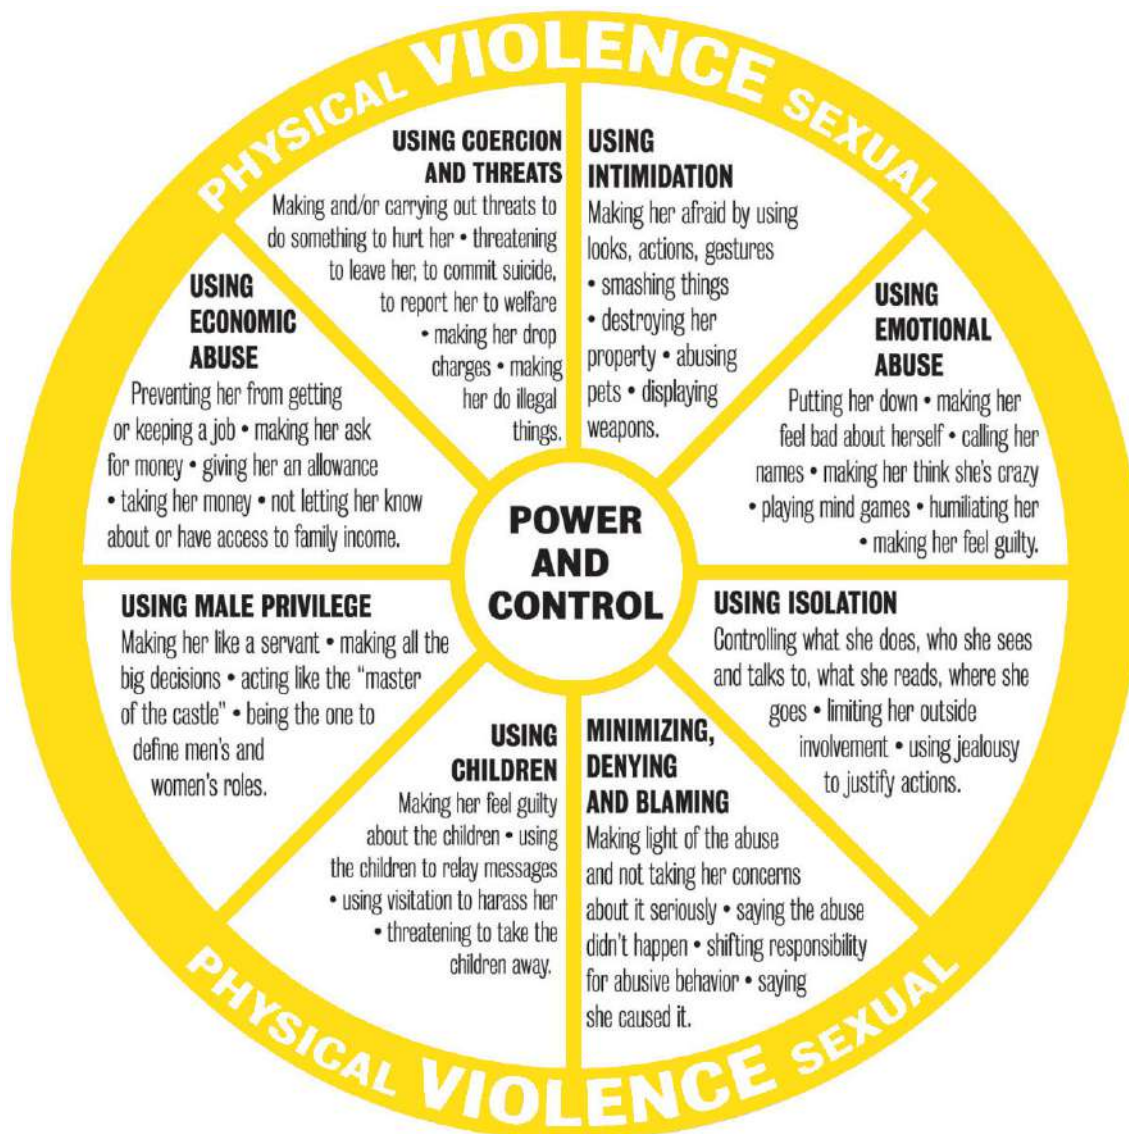 PHYSICAL VIOLENCE SEXUAL
USING COERCION
AND THREATS
Making and/or carrying out threats to
do something to hurt her • threatening
to leave her, to commit suicide,
to report her to welfare
• making her drop
charges • making
her do illegal
things.
USING
INTIMIDATION
Making her afraid by using
looks, actions, gestures
• smashing things
• destroying her
property • abusing
pets • displaying
weapons.
USING
EMOTIONAL
ABUSE
Putting her down • making her
feel bad about herself • calling her
names • making her think she's crazy
• playing mind games • humiliating her
• making her feel guilty.
USING ISOLATION
Controlling what she does, who she sees
and talks to, what she reads, where she
goes • limiting her outside
involvement • using jealousy
to justify actions.
MINIMIZING,
DENYING
AND BLAMING
Making light of the abuse
and not taking her concerns
about it seriously • saying the abuse
didn't happen • shifting responsibility
for abusive behavior • saying
she caused it.
USING
CHILDREN
Making her feel guilty
about the children • using
the children to relay messages
• using visitation to harass her
• threatening to take the
children away.
USING MALE PRIVILEGE
Making her like a servant • making all the
big decisions • acting like the "master
of the castle" • being the one to
define men's and
women's roles.
USING
ECONOMIC
ABUSE
Preventing her from getting
or keeping a job • making her ask
for money • giving her an allowance
• taking her money • not letting her know
about or have access to family income.
POWER
AND
CONTROL
PHYSICAL VIOLENCE SEXUAL